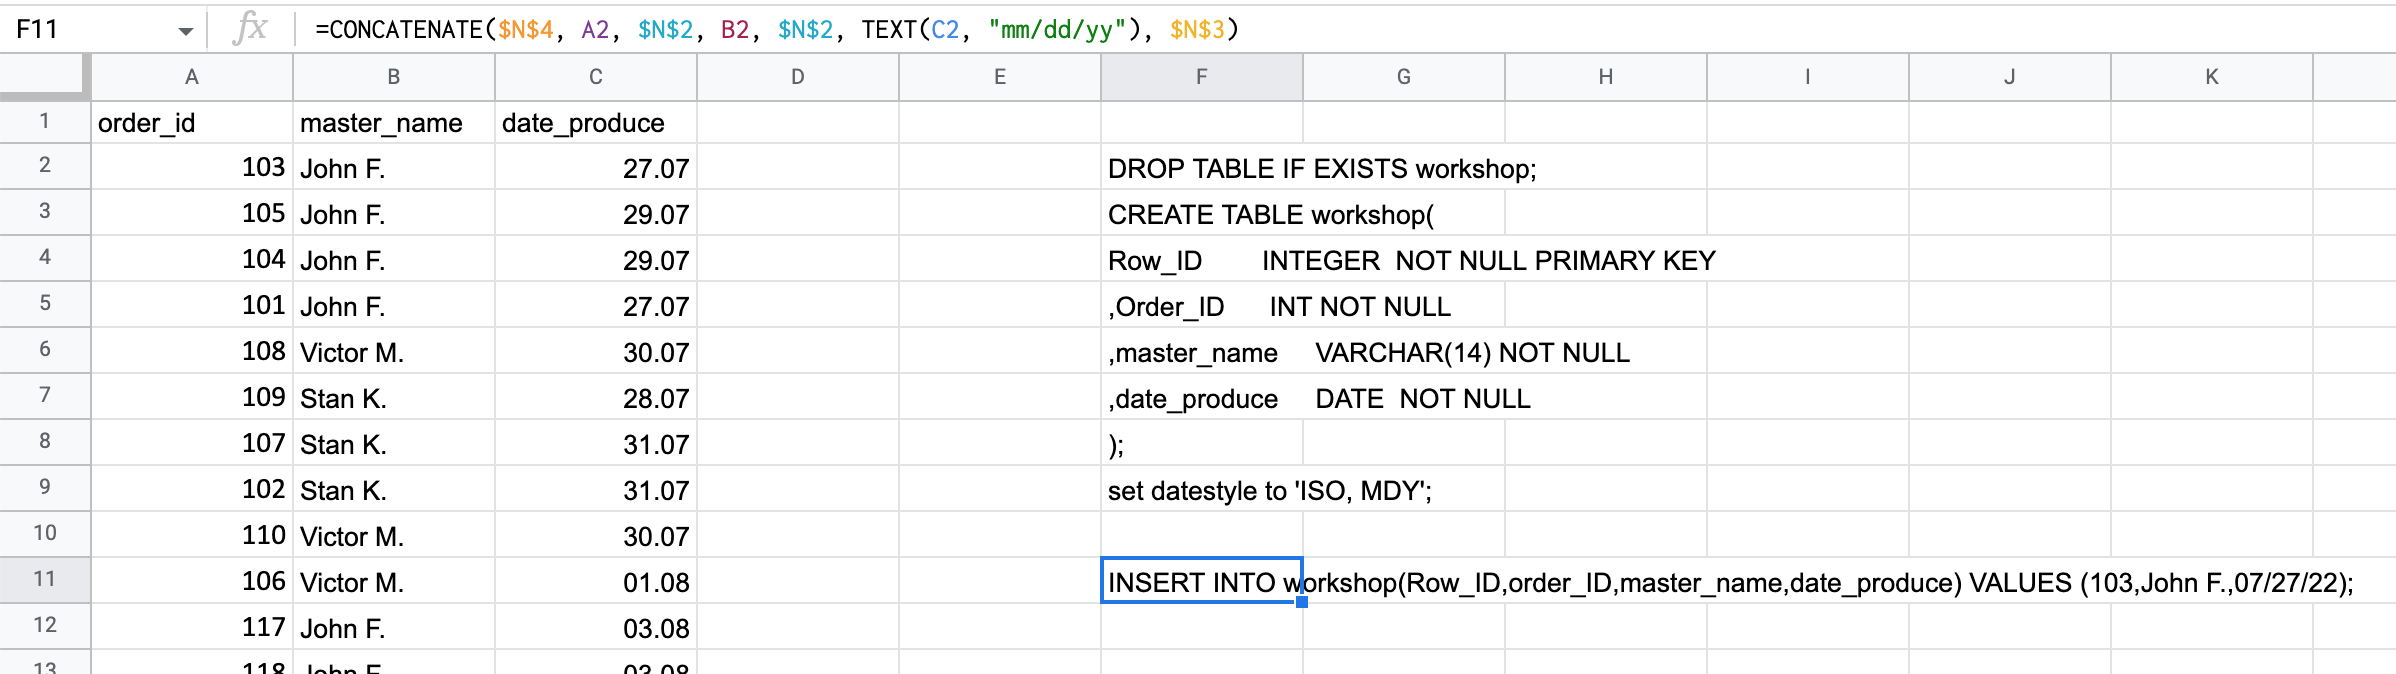 F11 fx =CONCATENATE($N$4, A2, $N$2, B2, $N$2, TEXT(C2, "mm/dd/yy"), $N$3)
A B C D E F G H I J K
1 order_id master_name date_produce
2 103 John F. 27.07 DROP TABLE IF EXISTS workshop;
3 105 John F. 29.07 CREATE TABLE workshop(
4 104 John F. 29.07 Row_ID INTEGER NOT NULL PRIMARY KEY
5 101 John F. 27.07 ,Order_ID INT NOT NULL
6 108 Victor M. 30.07 ,master_name VARCHAR(14) NOT NULL
7 109 Stan K. 28.07 ,date_produce DATE NOT NULL
8 107 Stan K. 31.07 );
9 102 Stan K. 31.07 set datestyle to 'ISO, MDY';
10 110 Victor M. 30.07
11 106 Victor M. 01.08 INSERT INTO workshop(Row_ID,order_ID,master_name,date_produce) VALUES (103,John F.,07/27/22);
12 117 John F. 03.08
13 118 John F. 03.08